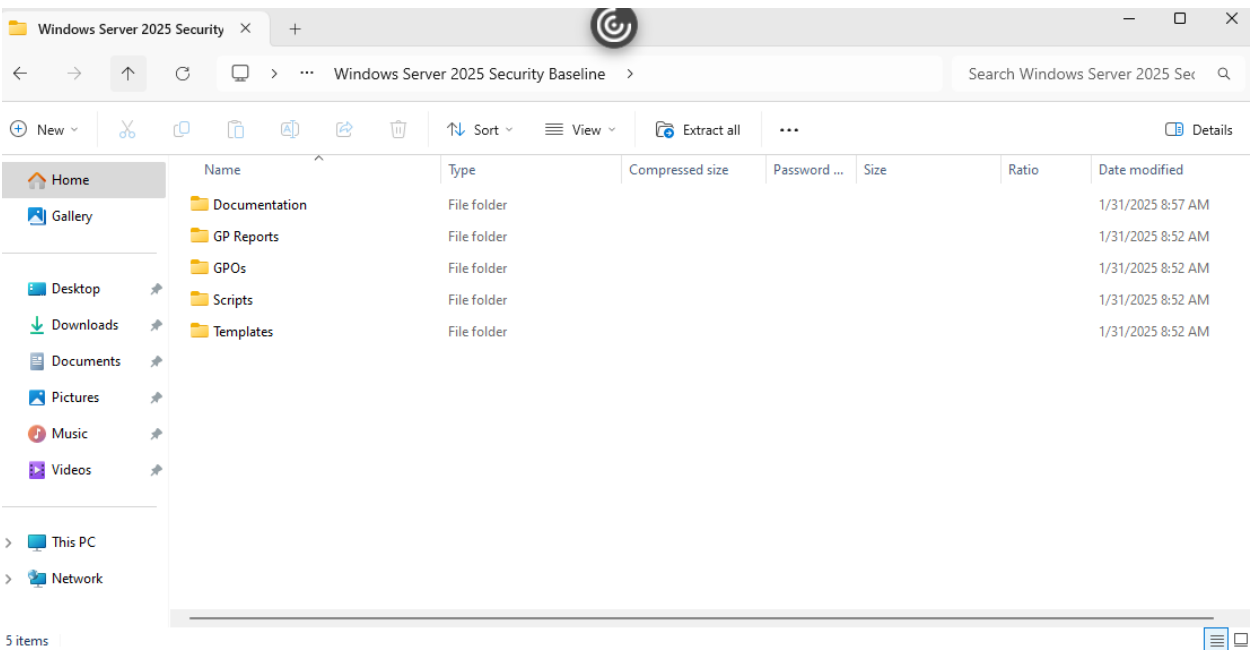 Windows Server 2025 Security
Windows Server 2025 Security Baseline
Search Windows Server 2025 Sec
New
Sort
View
Extract all
Details
Name Type Compressed size Password ... Size Ratio Date modified
Home
Gallery
Desktop
Downloads
Documents
Pictures
Music
Videos
This PC
Network
Documentation File folder 1/31/2025 8:57 AM
GP Reports File folder 1/31/2025 8:52 AM
GPOs File folder 1/31/2025 8:52 AM
Scripts File folder 1/31/2025 8:52 AM
Templates File folder 1/31/2025 8:52 AM
5 items